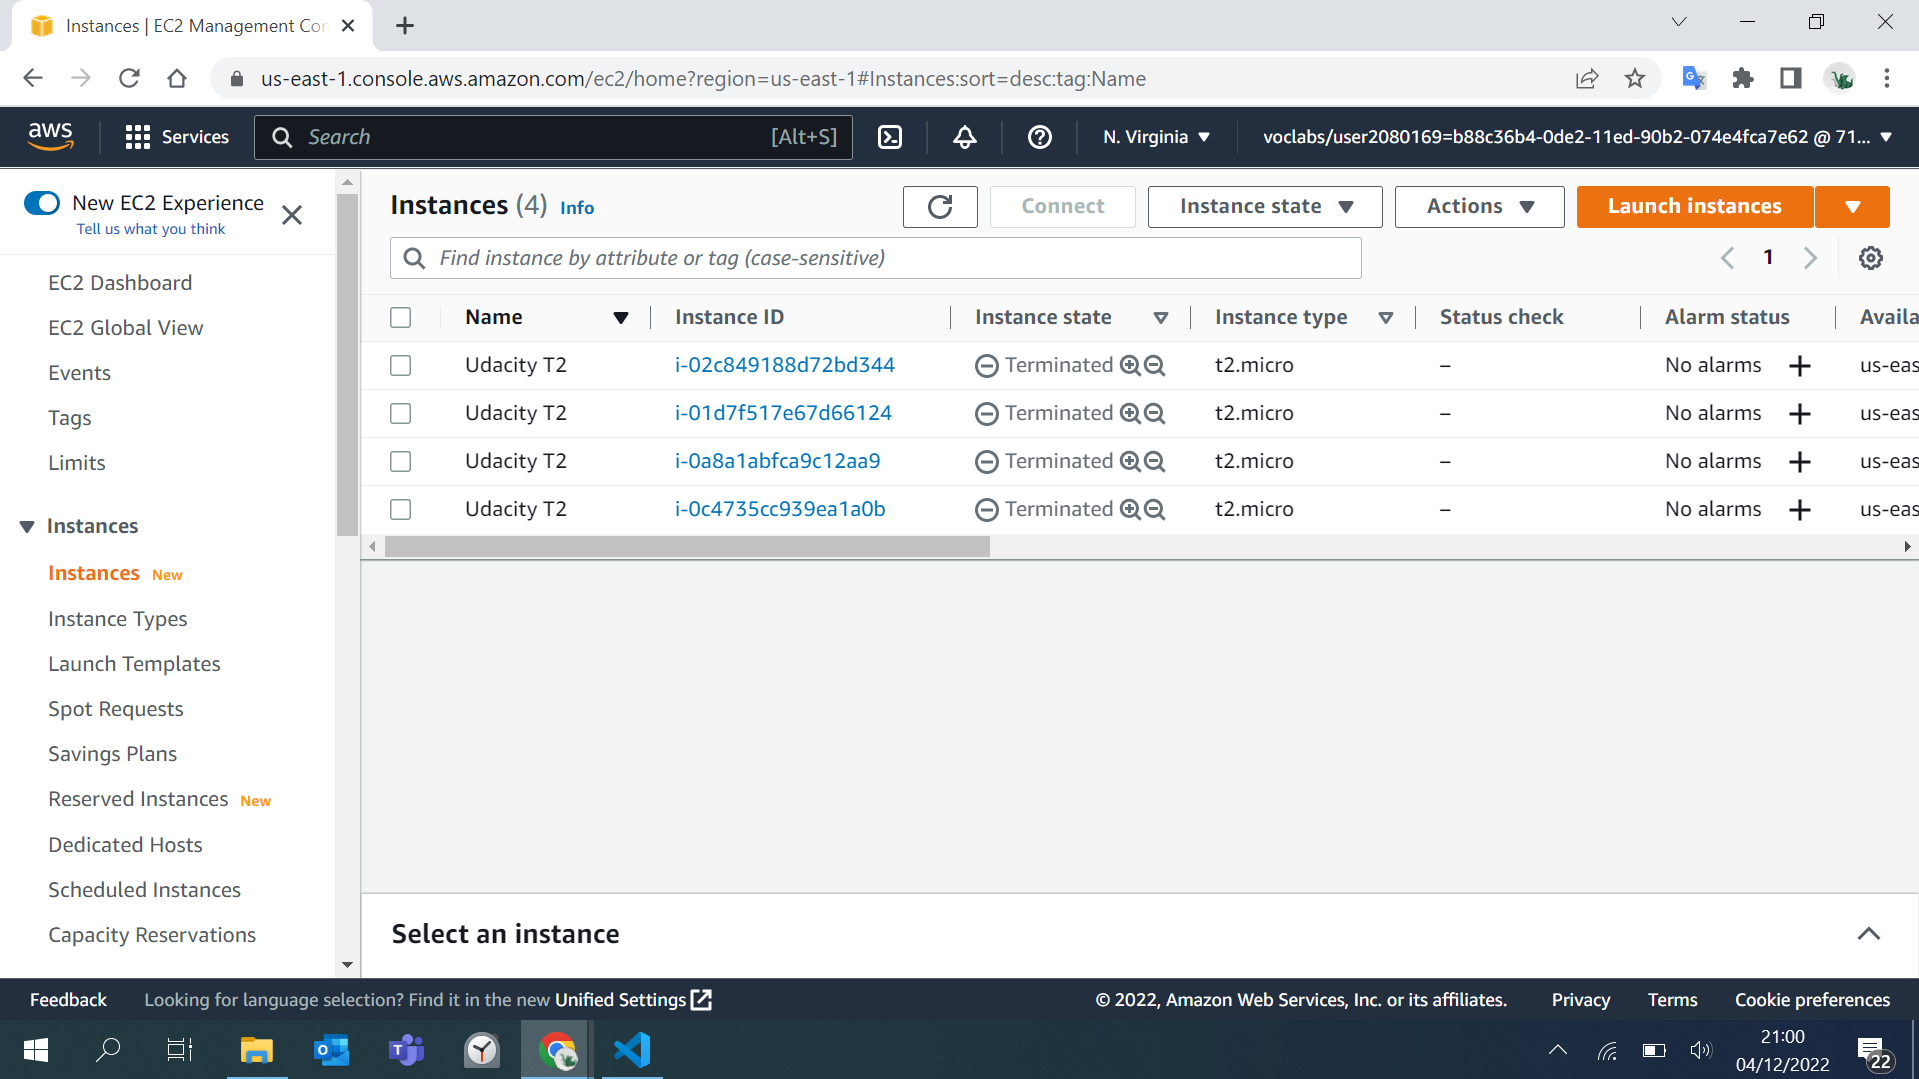 Instances | EC2 Management Con
us-east-1.console.aws.amazon.com/ec2/home?region=us-east-1#Instances:sort=desc:tag:Name
aws Services Search [Alt+S] N. Virginia voclabs/user2080169=b88c36b4-0de2-11ed-90b2-074e4fca7e62 @ 71...
New EC2 Experience
Tell us what you think
EC2 Dashboard
EC2 Global View
Events
Tags
Limits
Instances
Instances New
Instance Types
Launch Templates
Spot Requests
Savings Plans
Reserved Instances New
Dedicated Hosts
Scheduled Instances
Capacity Reservations
Instances (4) Info Connect Instance state Actions Launch instances
Find instance by attribute or tag (case-sensitive) 1
Name Instance ID Instance state Instance type Status check Alarm status Availa
Udacity T2 i-02c849188d72bd344 Terminated t2.micro – No alarms us-eas
Udacity T2 i-01d7f517e67d66124 Terminated t2.micro – No alarms us-eas
Udacity T2 i-0a8a1abfca9c12aa9 Terminated t2.micro – No alarms us-eas
Udacity T2 i-0c4735cc939ea1a0b Terminated t2.micro – No alarms us-eas
Select an instance
Feedback Looking for language selection? Find it in the new Unified Settings © 2022, Amazon Web Services, Inc. or its affiliates. Privacy Terms Cookie preferences
21:00
04/12/2022
22